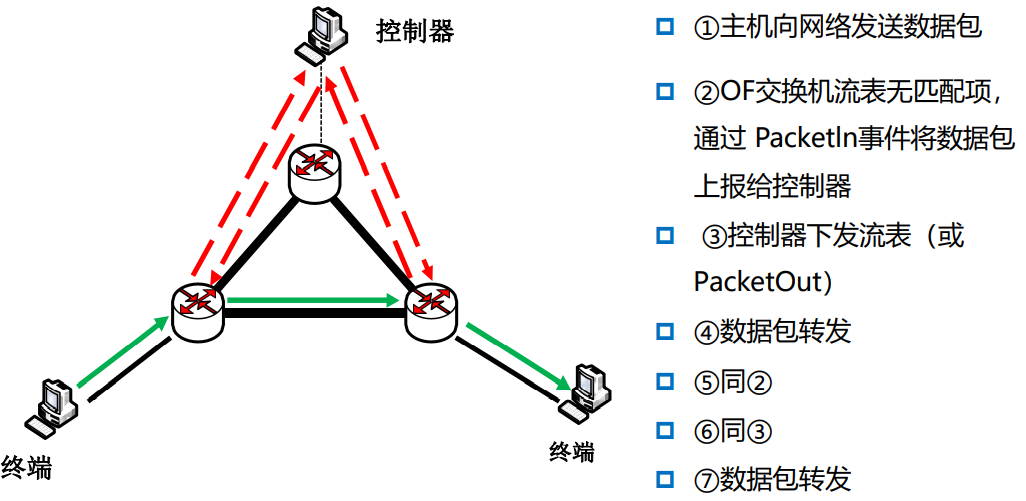 控制器
终端
终端
①主机向网络发送数据包
②OF交换机流表无匹配项，
通过 PacketIn事件将数据包
上报给控制器
③控制器下发流表（或
PacketOut）
④数据包转发
⑤同②
⑥同③
⑦数据包转发